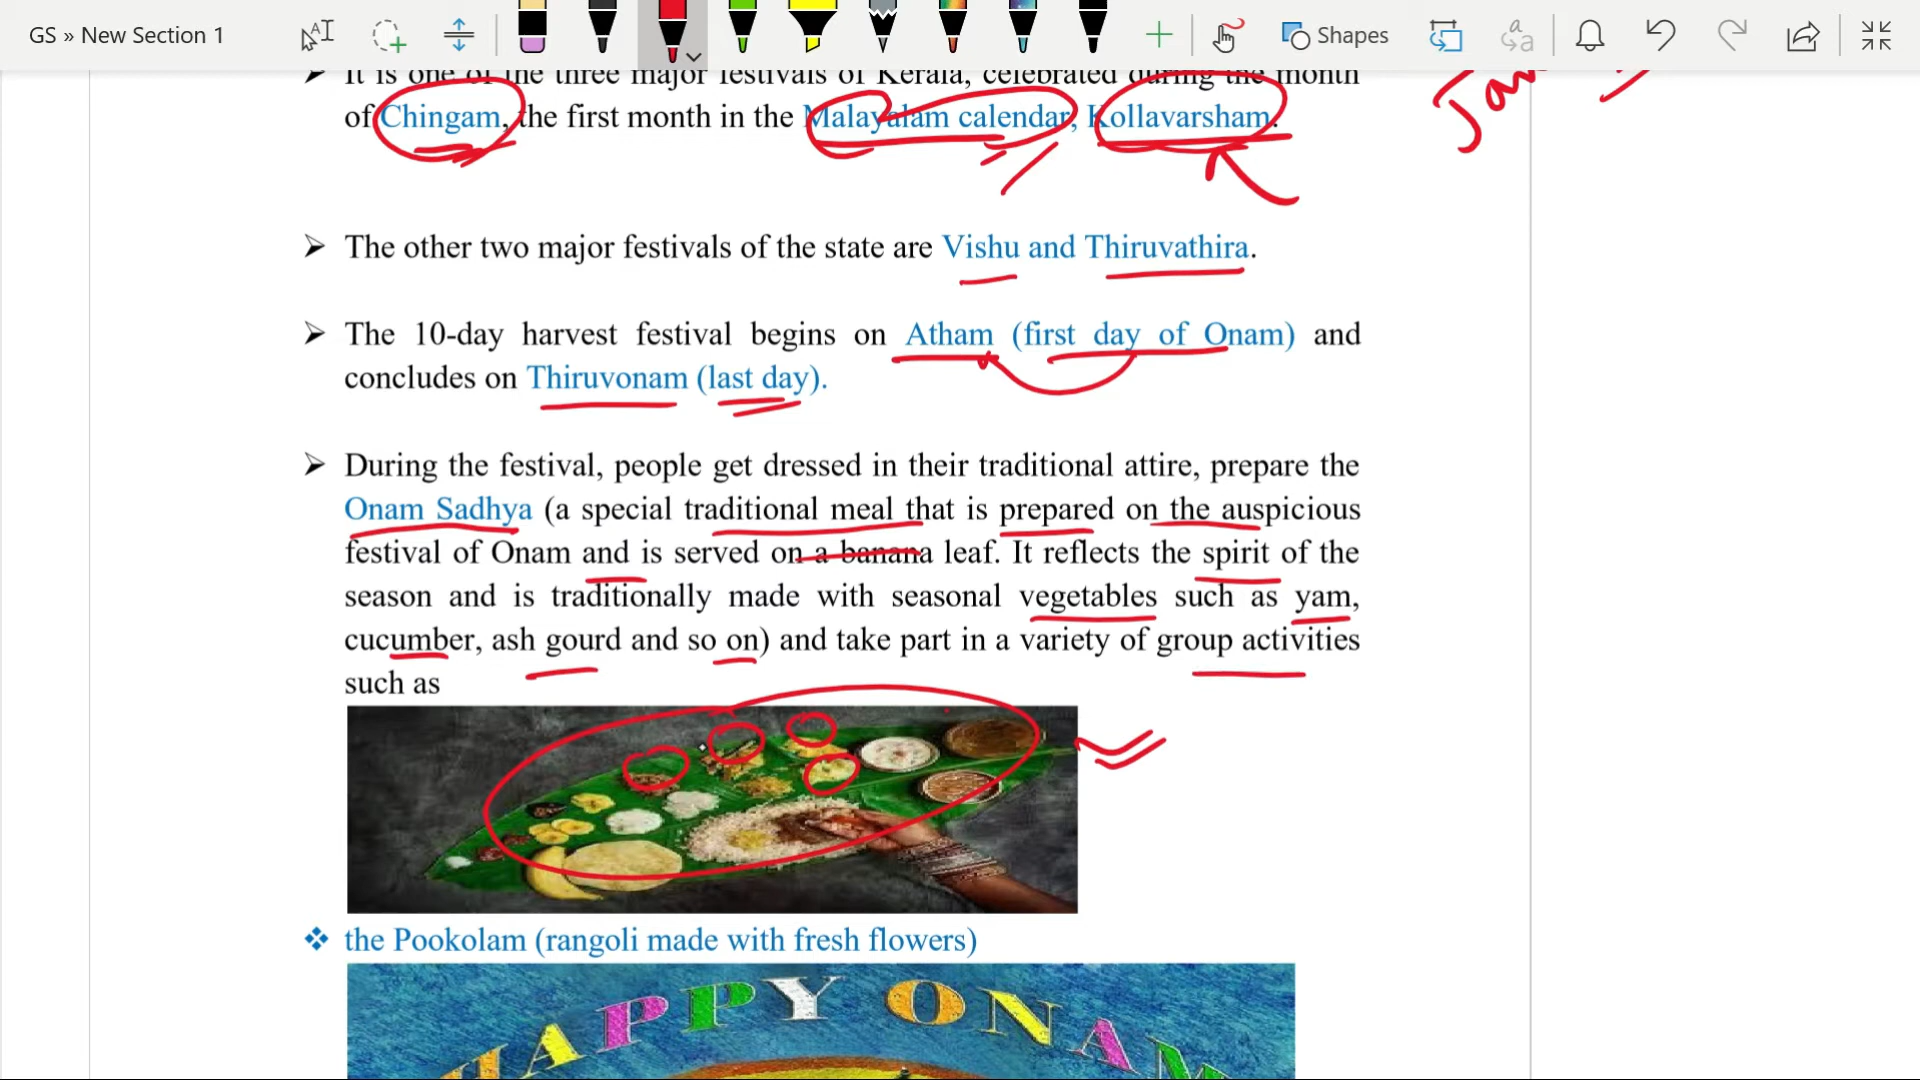 GS » New Section 1
Shapes
It is one of the three major festivals of Kerala, celebrated during the month
of Chingam, the first month in the Malayalam calendar, Kollavarsham.
Jan
The other two major festivals of the state are Vishu and Thiruvathira.
The 10-day harvest festival begins on Atham (first day of Onam) and
concludes on Thiruvonam (last day).
During the festival, people get dressed in their traditional attire, prepare the
Onam Sadhya (a special traditional meal that is prepared on the auspicious
festival of Onam and is served on a banana leaf. It reflects the spirit of the
season and is traditionally made with seasonal vegetables such as yam,
cucumber, ash gourd and so on) and take part in a variety of group activities
such as
the Pookolam (rangoli made with fresh flowers)
HAPPY ONAM